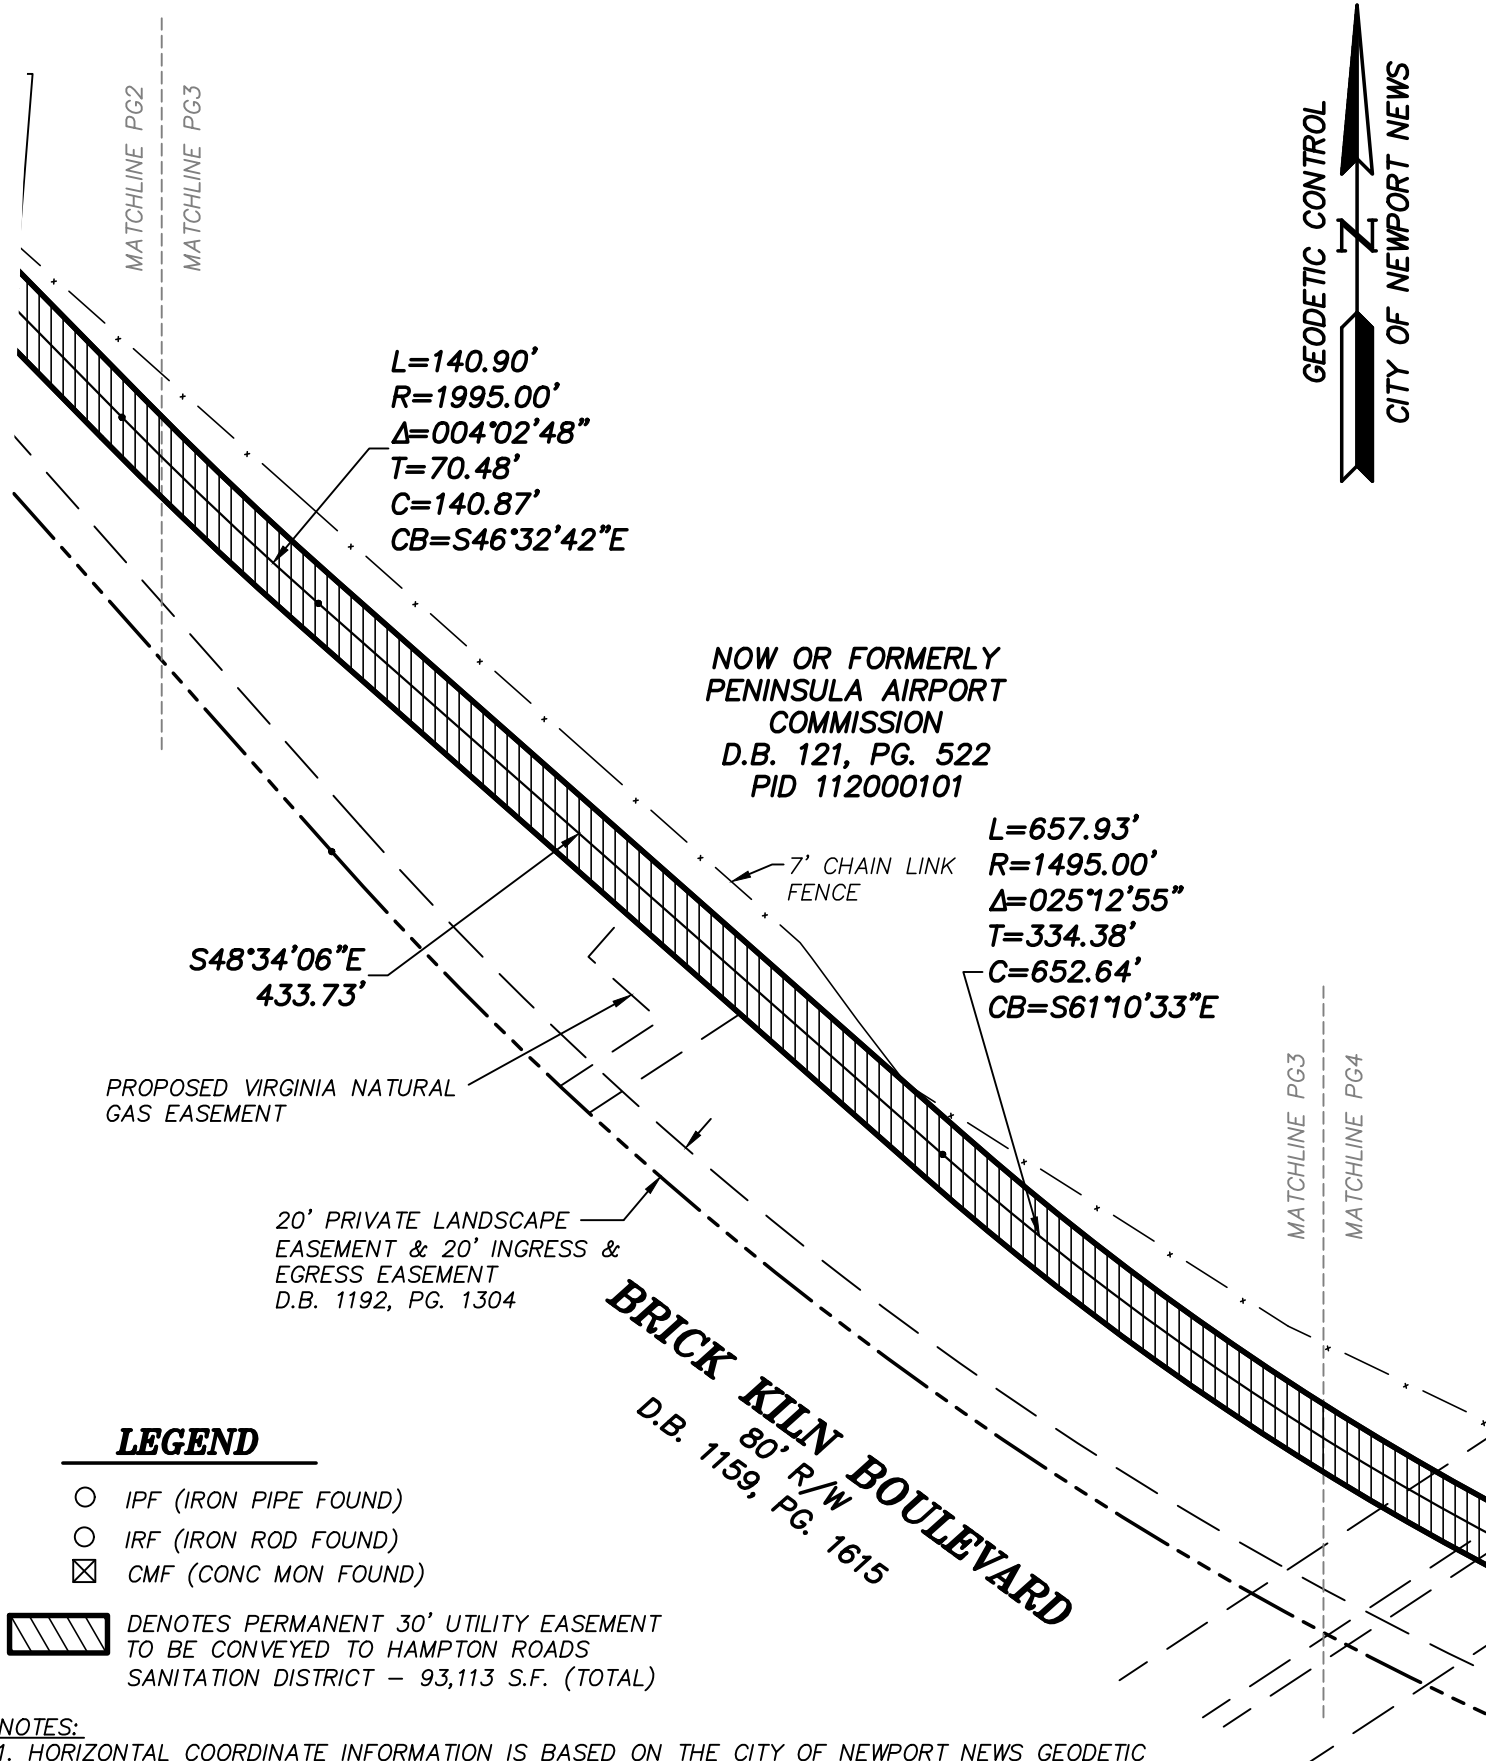 MATCHLINE PG2
MATCHLINE PG3
GEODETIC CONTROL
N
CITY OF NEWPORT NEWS
L=140.90'
R=1995.00'
Δ=004°02'48"
T=70.48'
C=140.87'
CB=S46°32'42"E
NOW OR FORMERLY
PENINSULA AIRPORT
COMMISSION
D.B. 121, PG. 522
PID 112000101
7' CHAIN LINK
FENCE
L=657.93'
R=1495.00'
Δ=025°12'55"
T=334.38'
C=652.64'
CB=S61°10'33"E
S48°34'06"E
433.73'
PROPOSED VIRGINIA NATURAL
GAS EASEMENT
MATCHLINE PG3
MATCHLINE PG4
20' PRIVATE LANDSCAPE
EASEMENT & 20' INGRESS &
EGRESS EASEMENT
D.B. 1192, PG. 1304
BRICK KILN BOULEVARD
80' R/W
D.B. 1159, PG. 1615
LEGEND
IPF (IRON PIPE FOUND)
IRF (IRON ROD FOUND)
CMF (CONC MON FOUND)
DENOTES PERMANENT 30' UTILITY EASEMENT
TO BE CONVEYED TO HAMPTON ROADS
SANITATION DISTRICT – 93,113 S.F. (TOTAL)
NOTES:
1. HORIZONTAL COORDINATE INFORMATION IS BASED ON THE CITY OF NEWPORT NEWS GEODETIC